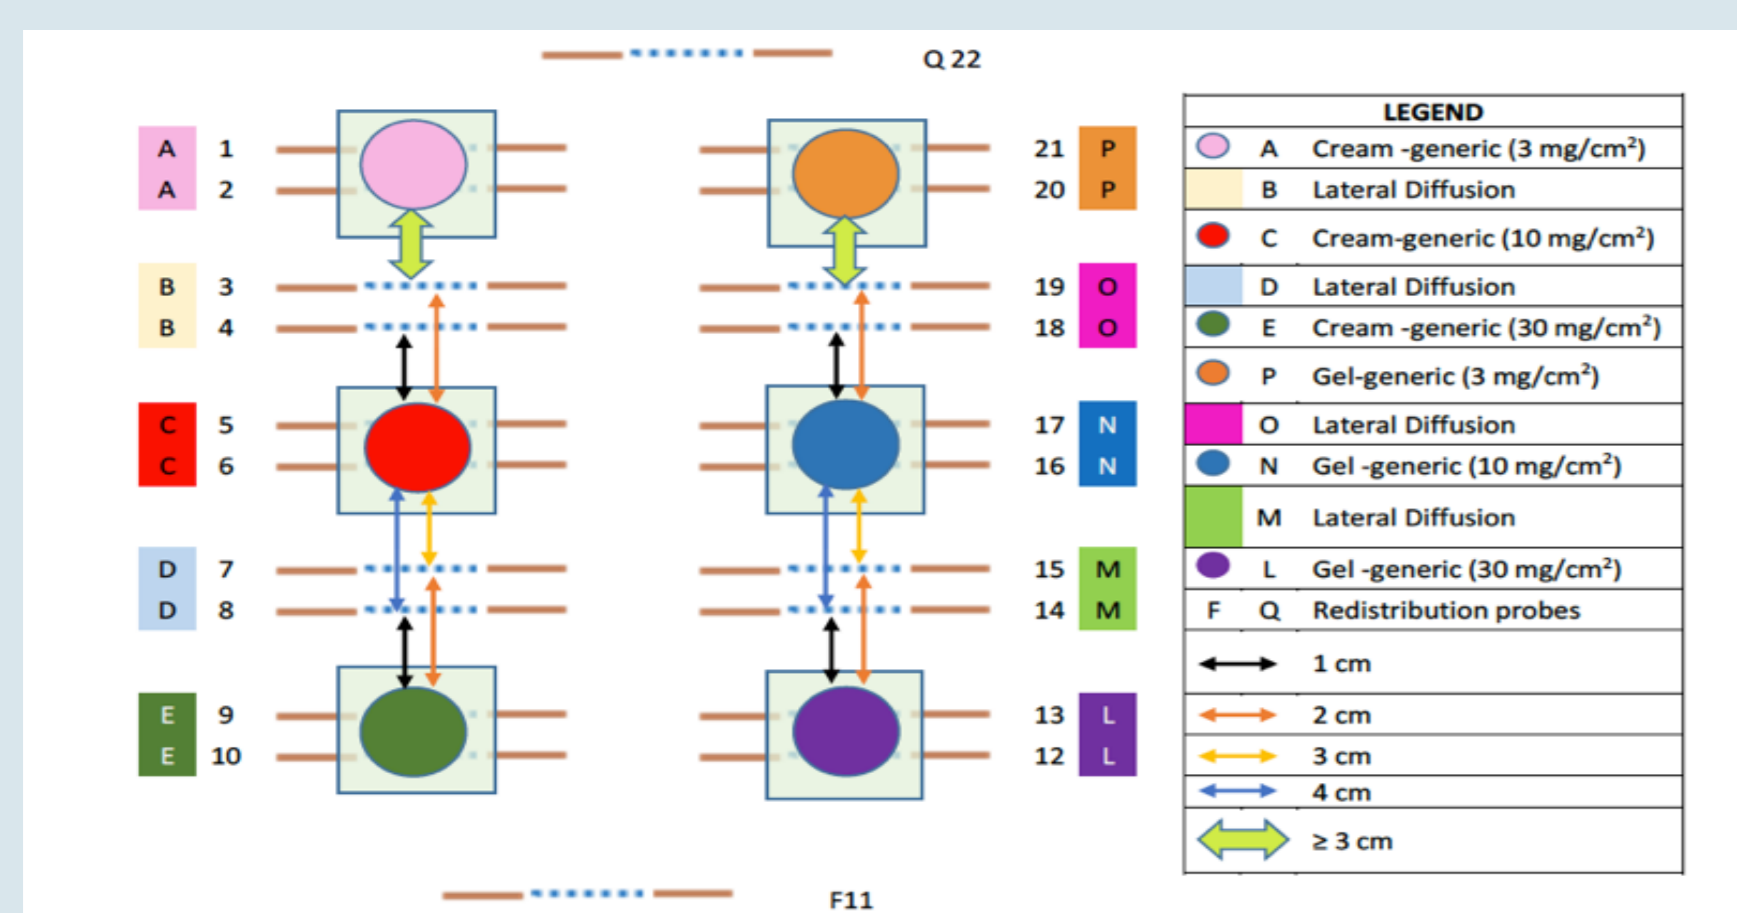 Q 22
A 1
A 2
B 3
B 4
C 5
C 6
D 7
D 8
E 9
E 10
21 P
20 P
19 O
18 O
17 N
16 N
15 M
14 M
13 L
12 L
F11
LEGEND
A Cream -generic (3 mg/cm²)
B Lateral Diffusion
C Cream-generic (10 mg/cm²)
D Lateral Diffusion
E Cream -generic (30 mg/cm²)
P Gel-generic (3 mg/cm²)
O Lateral Diffusion
N Gel -generic (10 mg/cm²)
M Lateral Diffusion
L Gel -generic (30 mg/cm²)
F Q Redistribution probes
1 cm
2 cm
3 cm
4 cm
≥ 3 cm